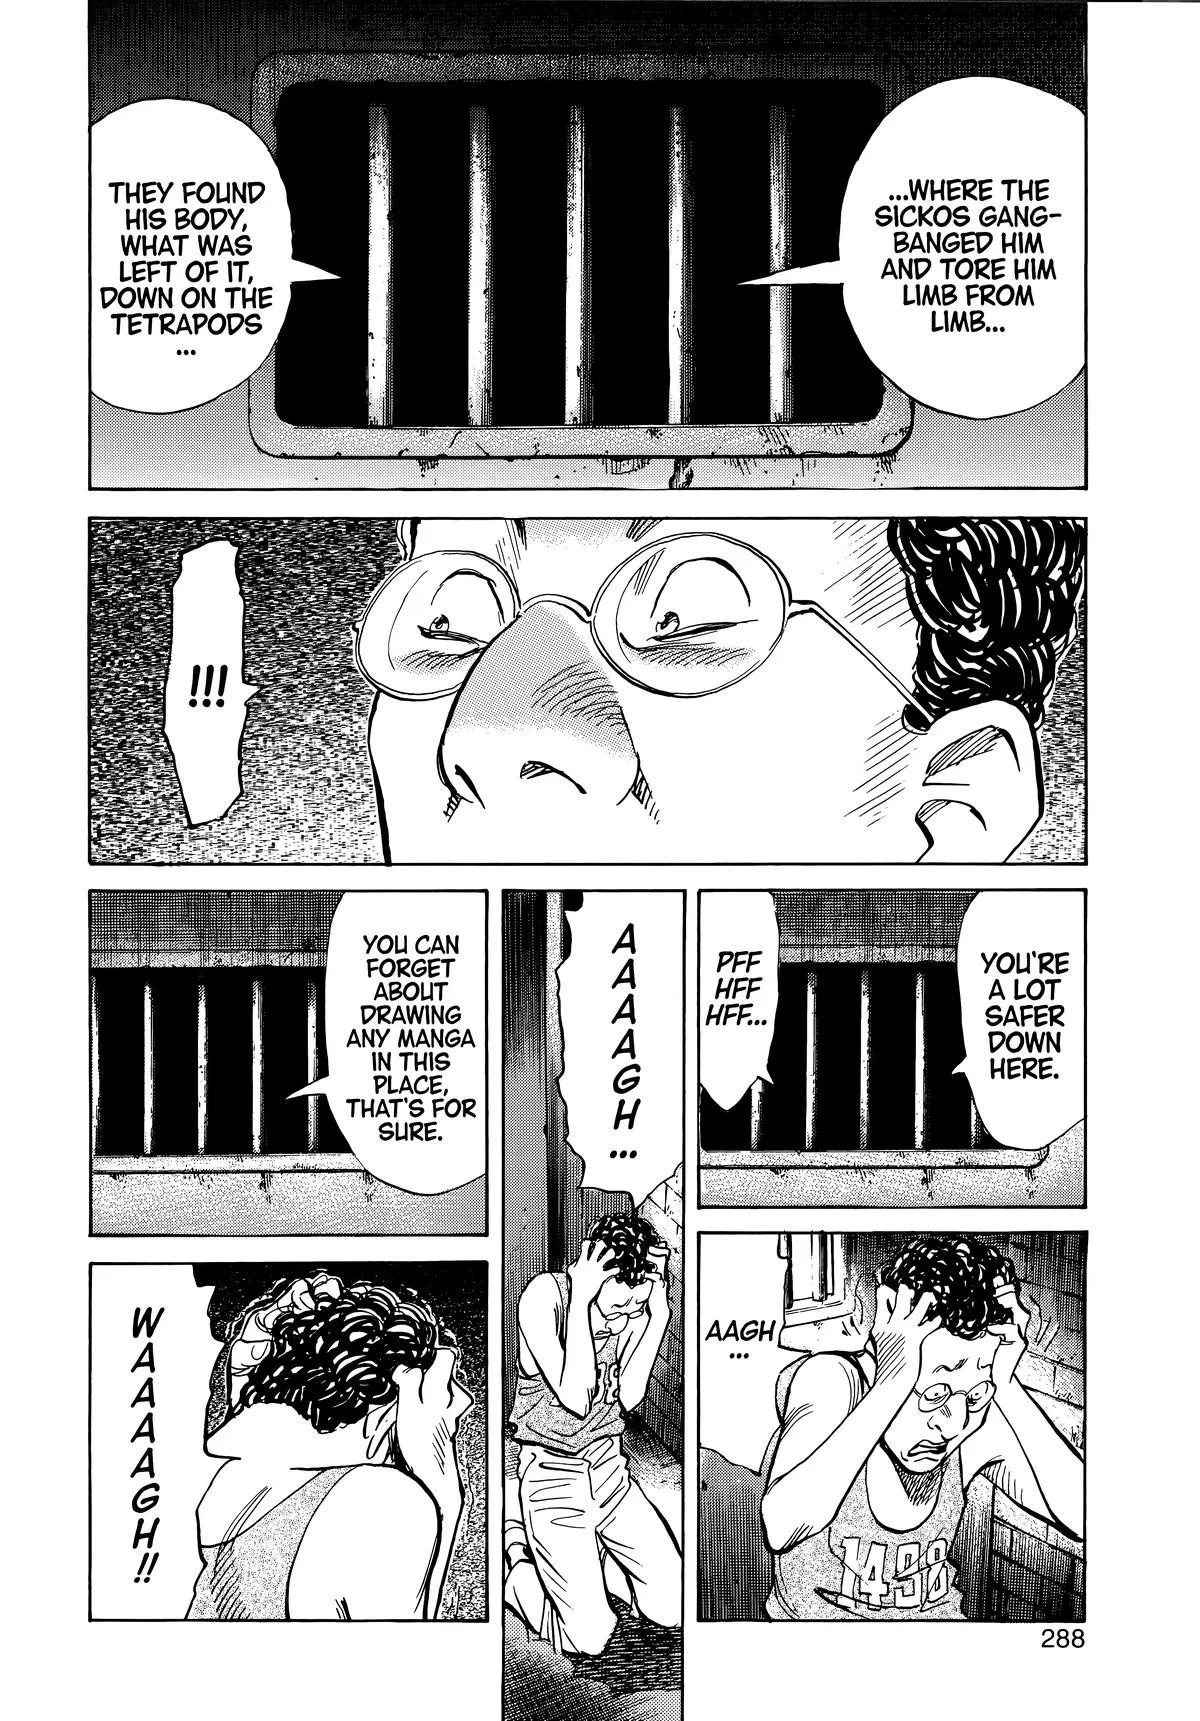 ...WHERE THE
SICKOS GANG-
BANGED HIM
AND TORE HIM
LIMB FROM
LIMB...
THEY FOUND
HIS BODY,
WHAT WAS
LEFT OF IT,
DOWN ON THE
TETRAPODS
...
!!!
YOU'RE
A LOT
SAFER
DOWN
HERE.
PFF
HFF
HFF...
AAGH
...
1498
AAAAAGH...
YOU CAN
FORGET
ABOUT
DRAWING
ANY MANGA
IN THIS
PLACE,
THAT'S FOR
SURE.
WAAAAGH!!
288